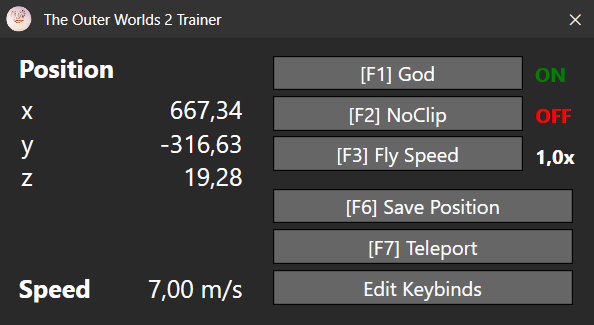 The Outer Worlds 2 Trainer
Position
x 667,34
y -316,63
z 19,28
Speed 7,00 m/s
[F1] God ON
[F2] NoClip OFF
[F3] Fly Speed 1,0x
[F6] Save Position
[F7] Teleport
Edit Keybinds